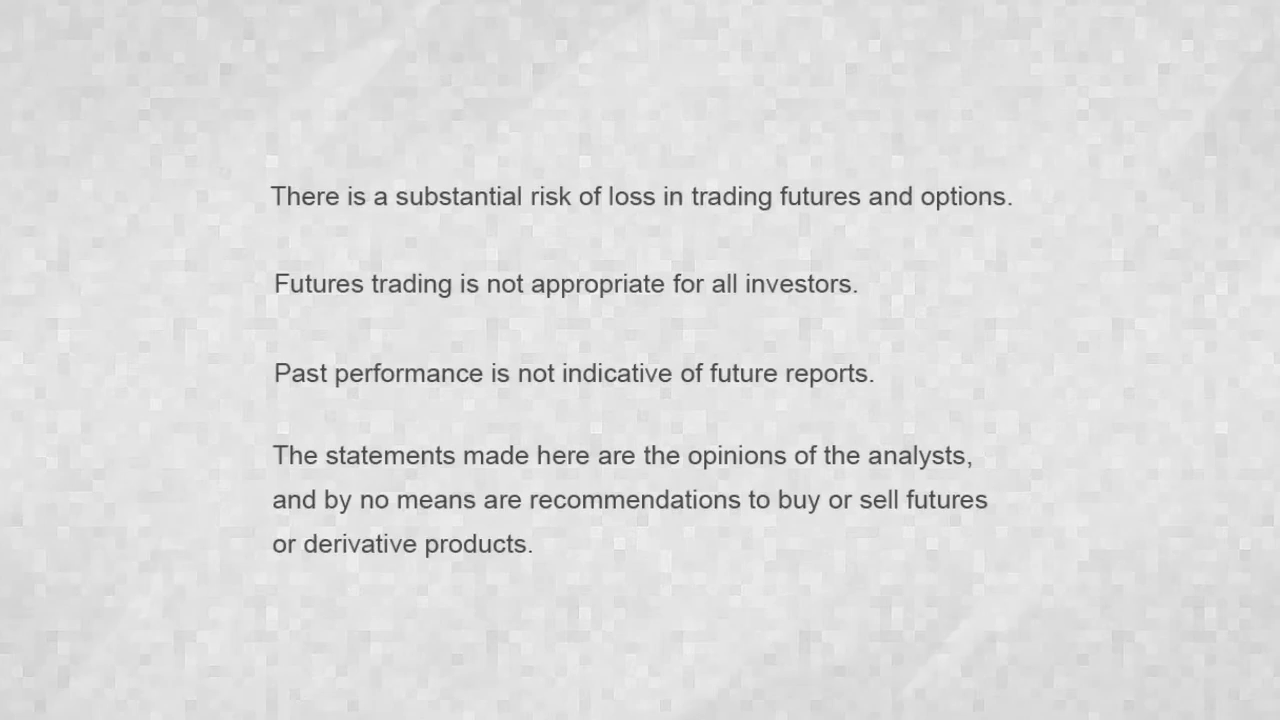 There is a substantial risk of loss in trading futures and options.
Futures trading is not appropriate for all investors.
Past performance is not indicative of future reports.
The statements made here are the opinions of the analysts,
and by no means are recommendations to buy or sell futures
or derivative products.